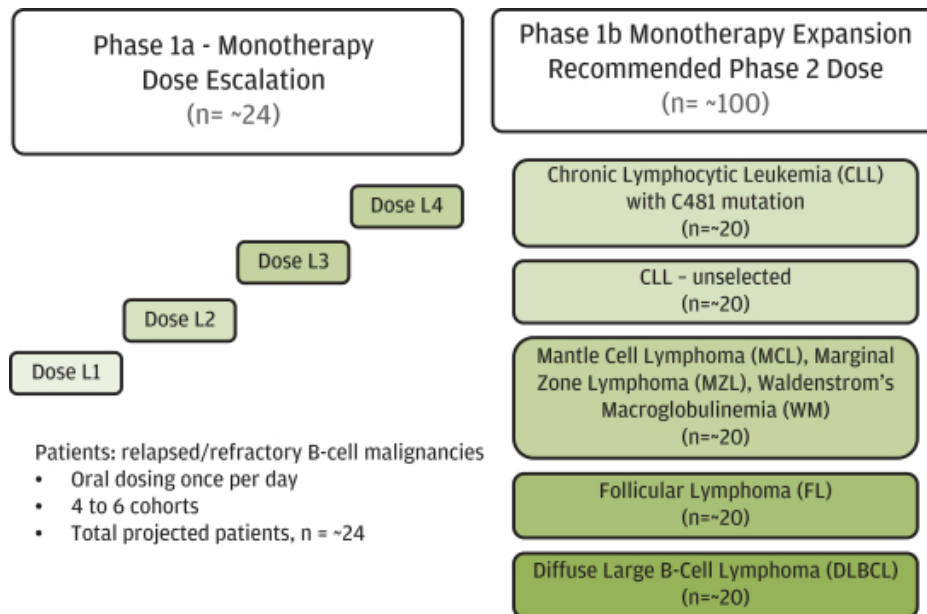 Phase 1a - Monotherapy
Dose Escalation
(n= ~24)
Dose L4
Dose L3
Dose L2
Dose L1
Patients: relapsed/refractory B-cell malignancies
• Oral dosing once per day
• 4 to 6 cohorts
• Total projected patients, n = ~24
Phase 1b Monotherapy Expansion
Recommended Phase 2 Dose
(n= ~100)
Chronic Lymphocytic Leukemia (CLL)
with C481 mutation
(n=~20)
CLL – unselected
(n=~20)
Mantle Cell Lymphoma (MCL), Marginal
Zone Lymphoma (MZL), Waldenstrom's
Macroglobulinemia (WM)
(n=~20)
Follicular Lymphoma (FL)
(n=~20)
Diffuse Large B-Cell Lymphoma (DLBCL)
(n=~20)